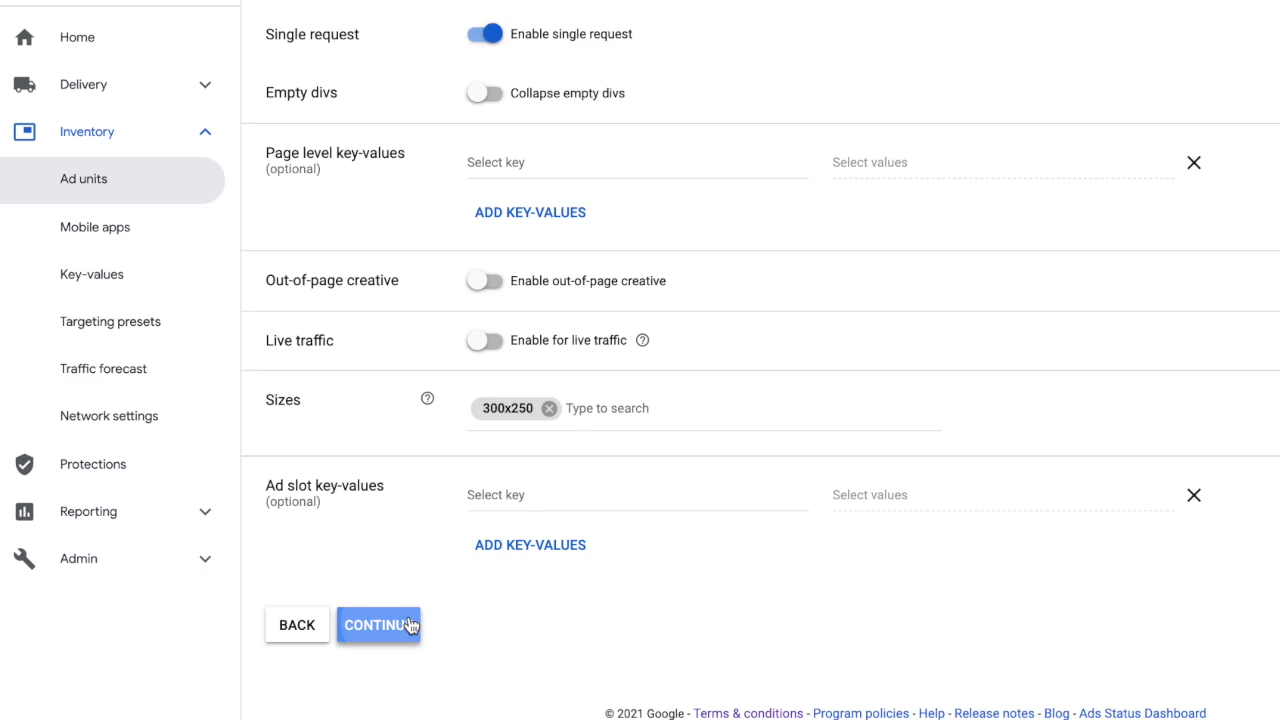 Home
Delivery
Inventory
Ad units
Mobile apps
Key-values
Targeting presets
Traffic forecast
Network settings
Protections
Reporting
Admin
Single request
Enable single request
Empty divs
Collapse empty divs
Page level key-values
(optional)
Select key
Select values
ADD KEY-VALUES
Out-of-page creative
Enable out-of-page creative
Live traffic
Enable for live traffic
Sizes
300x250
Type to search
Ad slot key-values
(optional)
Select key
Select values
ADD KEY-VALUES
BACK
CONTINUE
© 2021 Google - Terms & conditions - Program policies - Help - Release notes - Blog - Ads Status Dashboard